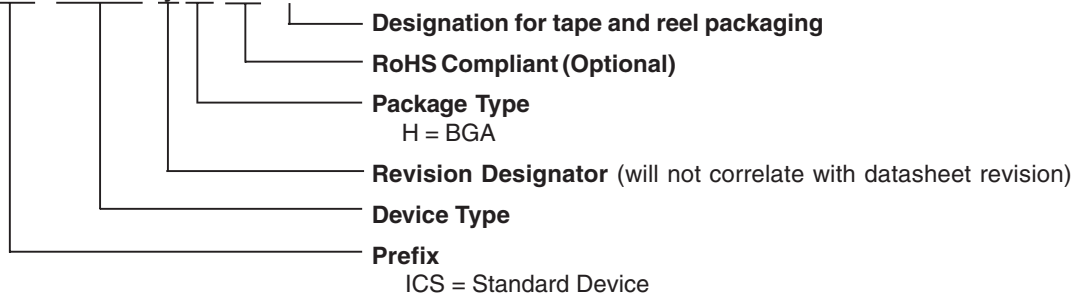 Designation for tape and reel packaging
RoHS Compliant (Optional)
Package Type
H = BGA
Revision Designator (will not correlate with datasheet revision)
Device Type
Prefix
ICS = Standard Device